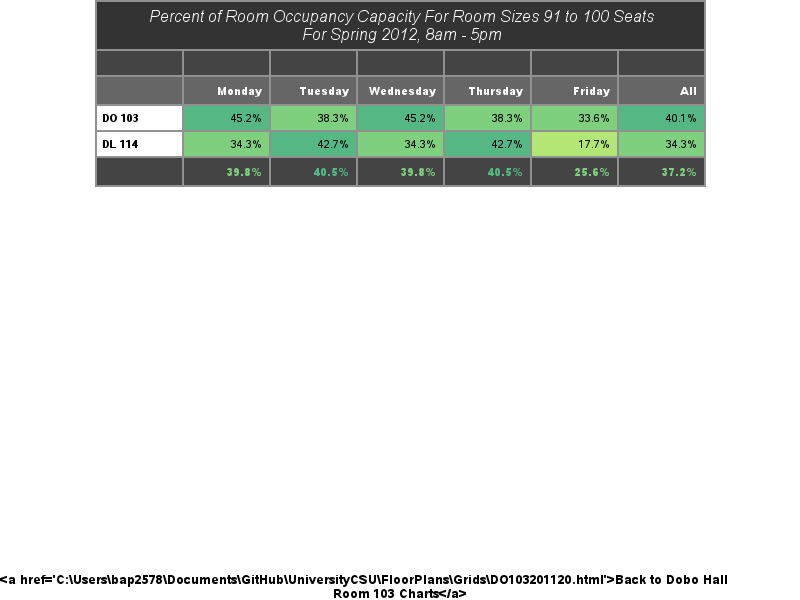 Percent of Room Occupancy Capacity For Room Sizes 91 to 100 Seats
For Spring 2012, 8am - 5pm
Monday Tuesday Wednesday Thursday Friday All
DO 103 45.2% 38.3% 45.2% 38.3% 33.6% 40.1%
DL 114 34.3% 42.7% 34.3% 42.7% 17.7% 34.3%
39.8% 40.5% 39.8% 40.5% 25.6% 37.2%
<a href='C:\Users\bap2578\Documents\GitHub\UniversityCSU\FloorPlans\Grids\DO103201120.html'>Back to Dobo Hall
Room 103 Charts</a>